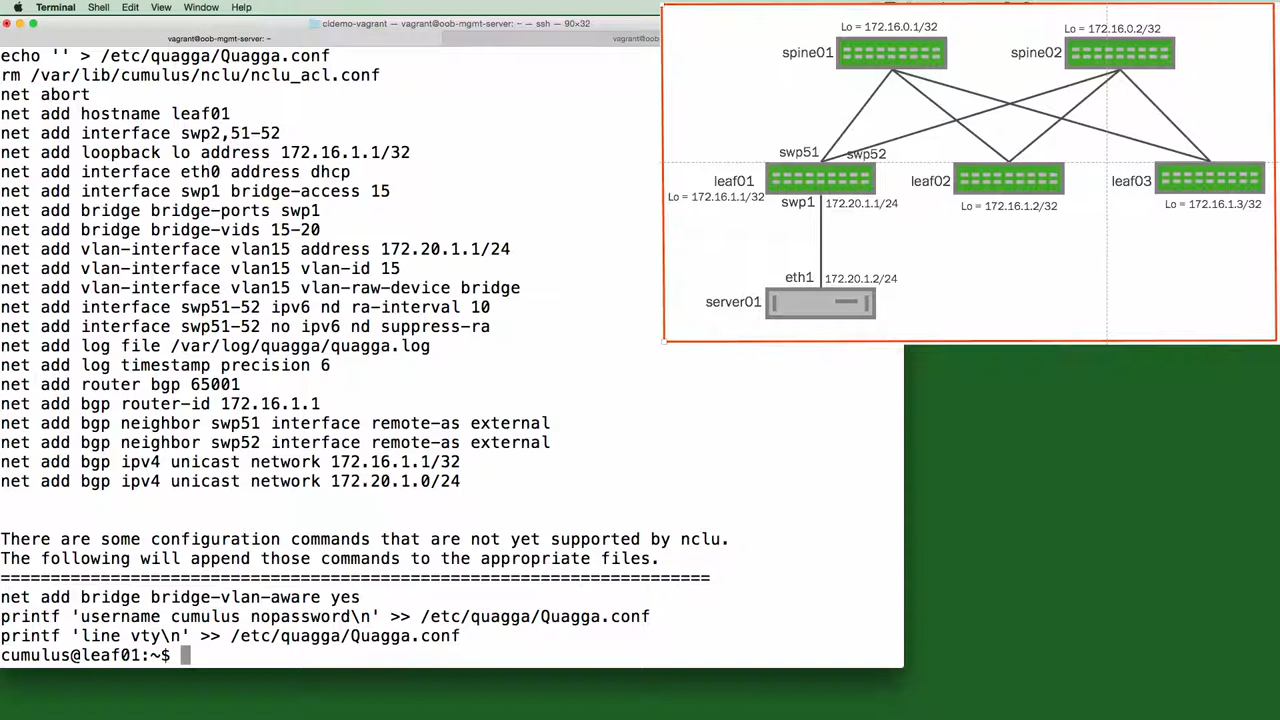 Terminal Shell Edit View Window Help
cldemo-vagrant — vagrant@oob-mgmt-server: ~ — ssh — 90x32
vagrant@oob-mgmt-server: ~
vagrant@oob-mgmt-server: ~
echo '' > /etc/quagga/Quagga.conf
rm /var/lib/cumulus/nclu/nclu_acl.conf
net abort
net add hostname leaf01
net add interface swp2,51-52
net add loopback lo address 172.16.1.1/32
net add interface eth0 address dhcp
net add interface swp1 bridge-access 15
net add bridge bridge-ports swp1
net add bridge bridge-vids 15-20
net add vlan-interface vlan15 address 172.20.1.1/24
net add vlan-interface vlan15 vlan-id 15
net add vlan-interface vlan15 vlan-raw-device bridge
net add interface swp51-52 ipv6 nd ra-interval 10
net add interface swp51-52 no ipv6 nd suppress-ra
net add log file /var/log/quagga/quagga.log
net add log timestamp precision 6
net add router bgp 65001
net add bgp router-id 172.16.1.1
net add bgp neighbor swp51 interface remote-as external
net add bgp neighbor swp52 interface remote-as external
net add bgp ipv4 unicast network 172.16.1.1/32
net add bgp ipv4 unicast network 172.20.1.0/24
There are some configuration commands that are not yet supported by nclu.
The following will append those commands to the appropriate files.
=======================================================================
net add bridge bridge-vlan-aware yes
printf 'username cumulus nopassword\n' >> /etc/quagga/Quagga.conf
printf 'line vty\n' >> /etc/quagga/Quagga.conf
cumulus@leaf01:~$
Lo = 172.16.0.1/32
Lo = 172.16.0.2/32
spine01
spine02
swp51
swp52
leaf01
leaf02
leaf03
Lo = 172.16.1.1/32
swp1
172.20.1.1/24
Lo = 172.16.1.2/32
Lo = 172.16.1.3/32
eth1
172.20.1.2/24
server01